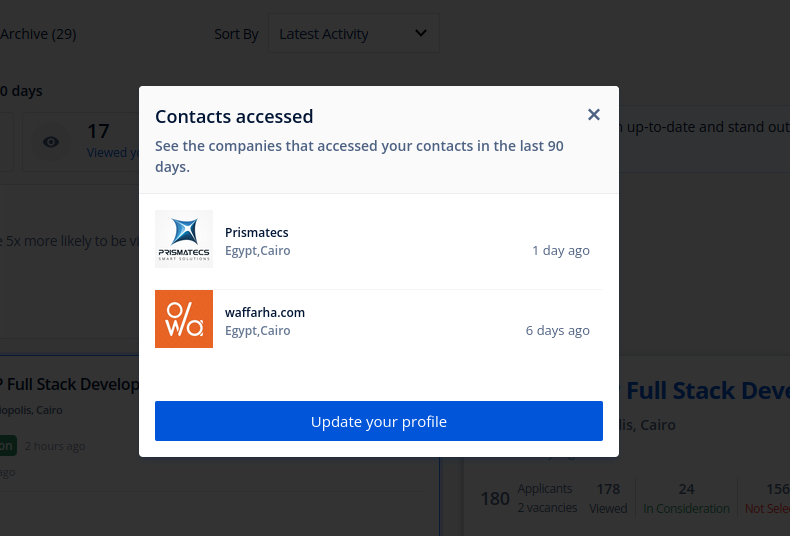 Archive (29)
Sort By
Latest Activity
0 days
17
Viewed
up-to-date and stand out
5x more likely to be
Contacts accessed
See the companies that accessed your contacts in the last 90
days.
PRISMATECS
SMART SOLUTIONS
Prismatecs
Egypt,Cairo
1 day ago
waffarha.com
Egypt,Cairo
6 days ago
Update your profile
P Full Stack Develop
opolis, Cairo
on
2 hours ago
ago
Full Stack Deve
lis, Cairo
180
Applicants
2 vacancies
178
Viewed
24
In Consideration
156
Not Sele